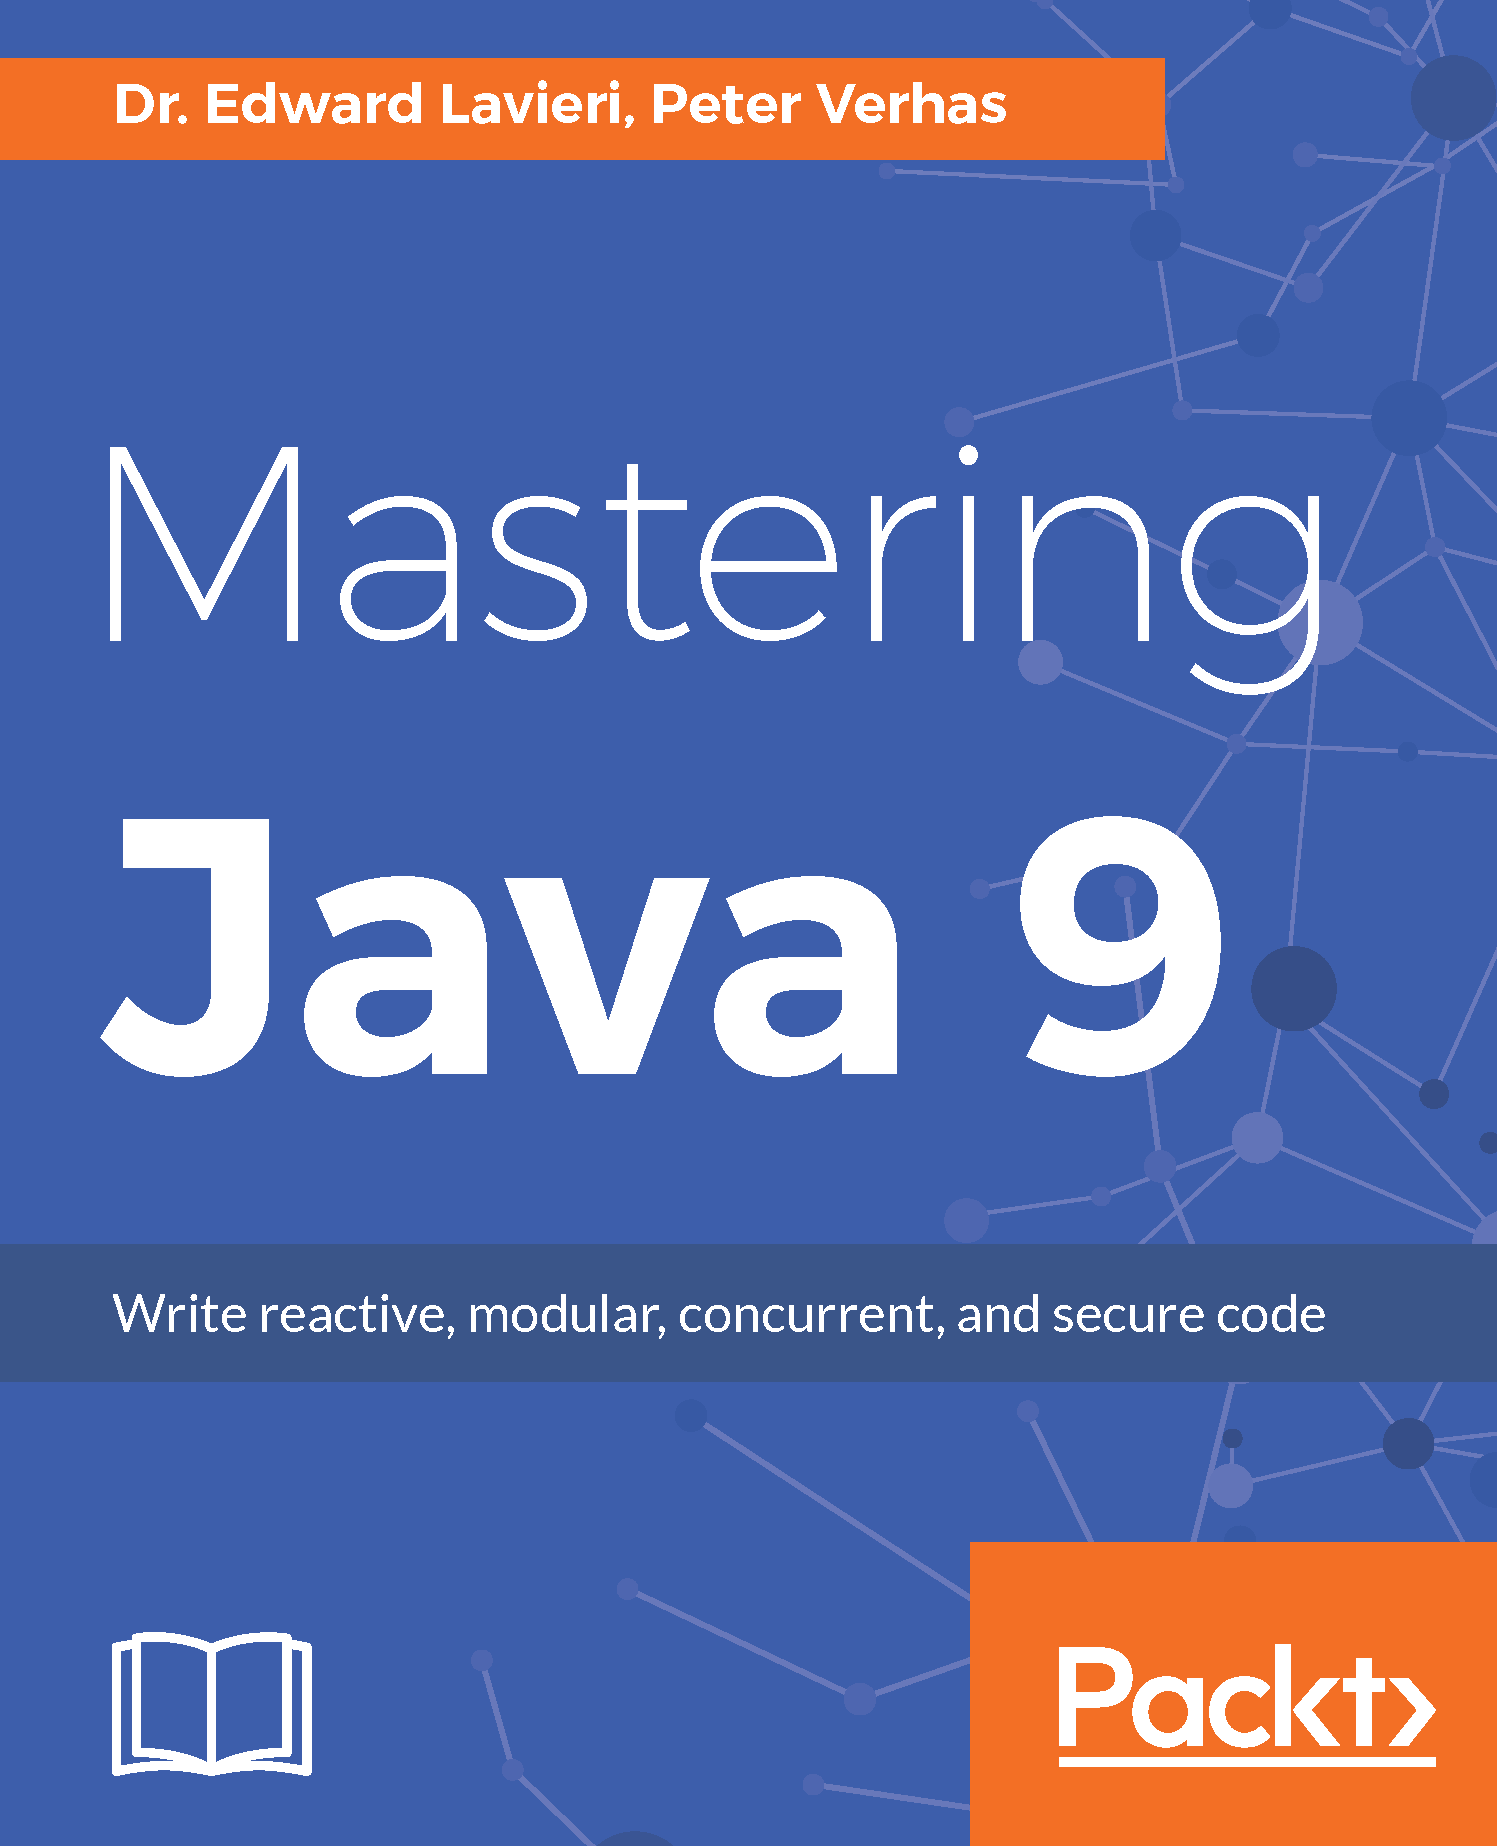 Dr. Edward Lavieri, Peter Verhas
Mastering
Java 9
Write reactive, modular, concurrent, and secure code
Packt